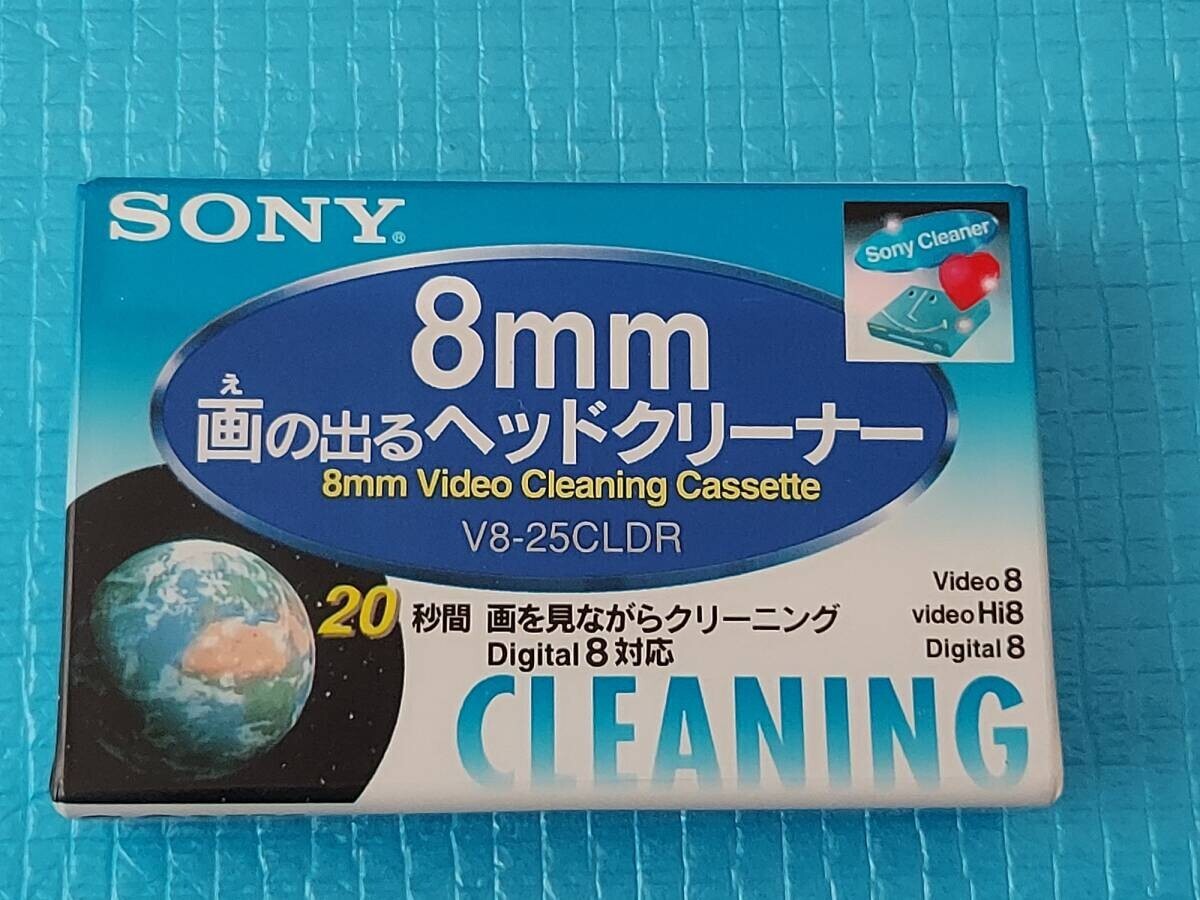 SONY®
Sony Cleaner
8mm
え
画の出るヘッドクリーナー
8mm Video Cleaning Cassette
V8-25CLDR
20秒間 画を見ながらクリーニング
Digital 8 対応
Video 8
video Hi8
Digital 8
CLEANING